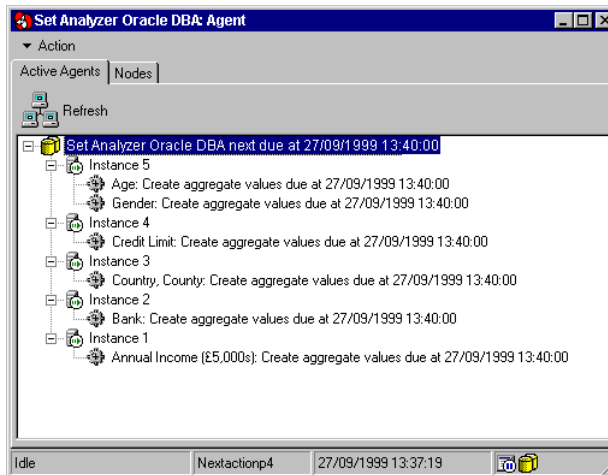 Set Analyzer Oracle DBA: Agent
Action
Active Agents Nodes
Refresh
Set Analyzer Oracle DBA next due at 27/09/1999 13:40:00
Instance 5
Age: Create aggregate values due at 27/09/1999 13:40:00
Gender: Create aggregate values due at 27/09/1999 13:40:00
Instance 4
Credit Limit: Create aggregate values due at 27/09/1999 13:40:00
Instance 3
Country, County: Create aggregate values due at 27/09/1999 13:40:00
Instance 2
Bank: Create aggregate values due at 27/09/1999 13:40:00
Instance 1
Annual Income (£5,000s): Create aggregate values due at 27/09/1999 13:40:00
Idle Nextactionp4 27/09/1999 13:37:19